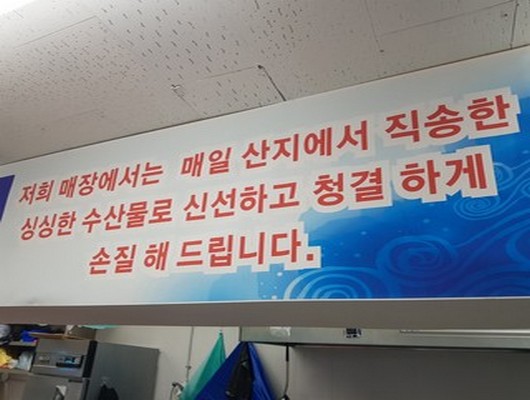 저희 매장에서는 매일 산지에서 직송한
싱싱한 수산물로 신선하고 청결 하게
손질 해 드립니다.